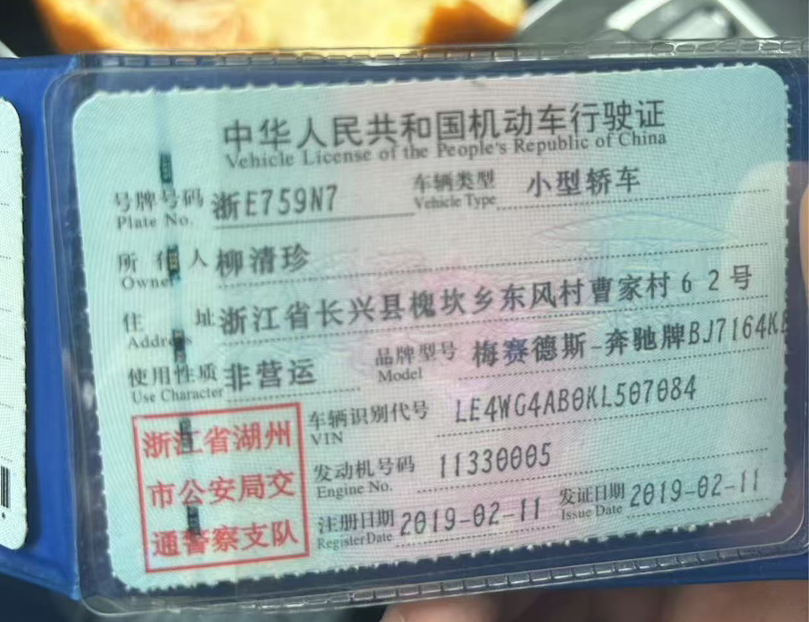 中华人民共和国机动车行驶证
Vehicle License of the People's Republic of China
号牌号码 浙E759N7 车辆类型 小型轿车
Plate No. Vehicle Type
所有人 柳清珍
Owner
住址 浙江省长兴县槐坎乡东风村曹家村62号
Address
使用性质 非营运 品牌型号 梅赛德斯-奔驰牌BJ7164K
Use Character Model
浙江省湖州
市公安局交
通警察支队
车辆识别代号 LE4WG4AB0KL507084
VIN
发动机号码 11330005
Engine No.
注册日期 2019-02-11 发证日期 2019-02-11
Register Date Issue Date